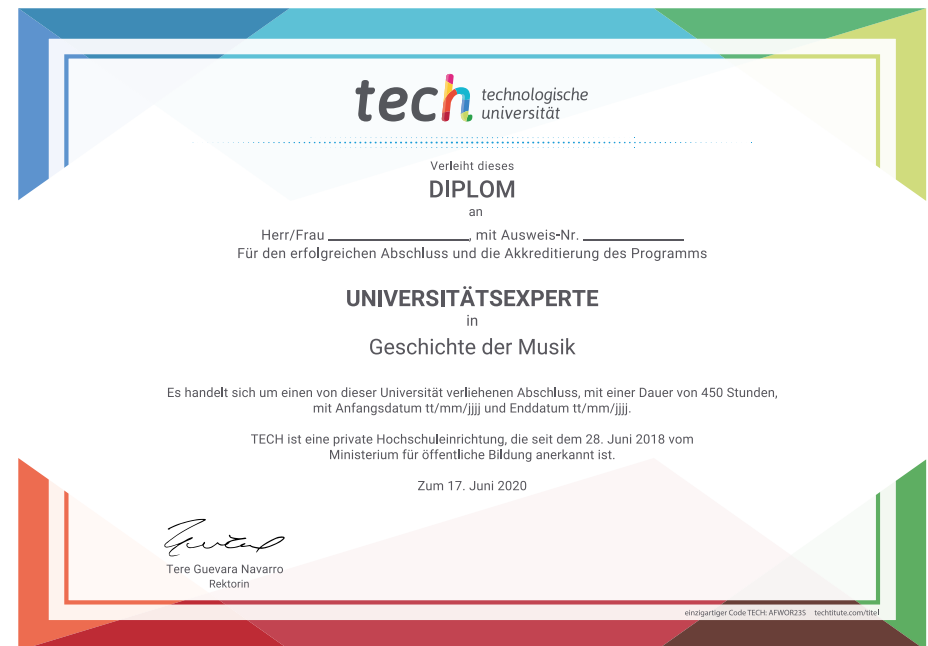 tech technologische
universität
Verleiht dieses
DIPLOM
an
Herr/Frau ____________, mit Ausweis-Nr. ____________
Für den erfolgreichen Abschluss und die Akkreditierung des Programms
UNIVERSITÄTSEXPERTE
in
Geschichte der Musik
Es handelt sich um einen von dieser Universität verliehenen Abschluss, mit einer Dauer von 450 Stunden,
mit Anfangsdatum tt/mm/jjjj und Enddatum tt/mm/jjjj.
TECH ist eine private Hochschuleinrichtung, die seit dem 28. Juni 2018 vom
Ministerium für öffentliche Bildung anerkannt ist.
Zum 17. Juni 2020
Tere Guevara Navarro
Rektorin
einzigartiger Code TECH: AFWOR23S techtitute.com/titel